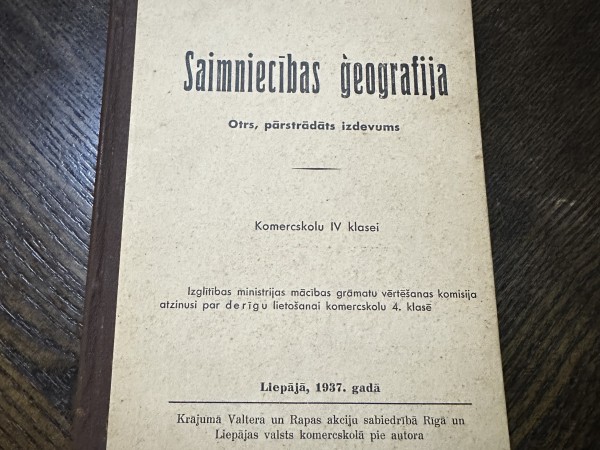 Saimniecības ģeografija
Otrs, pārstrādāts izdevums
Komercskolu IV klasei
Izglītības ministrijas mācības grāmatu vērtēšanas komisija
atzinusi par derīgu lietošanai komercskolu 4. klasē
Liepājā, 1937. gadā
Krājumā Valtera un Rapas akciju sabiedrībā Rīgā un
Liepājas valsts komercskolā pie autora